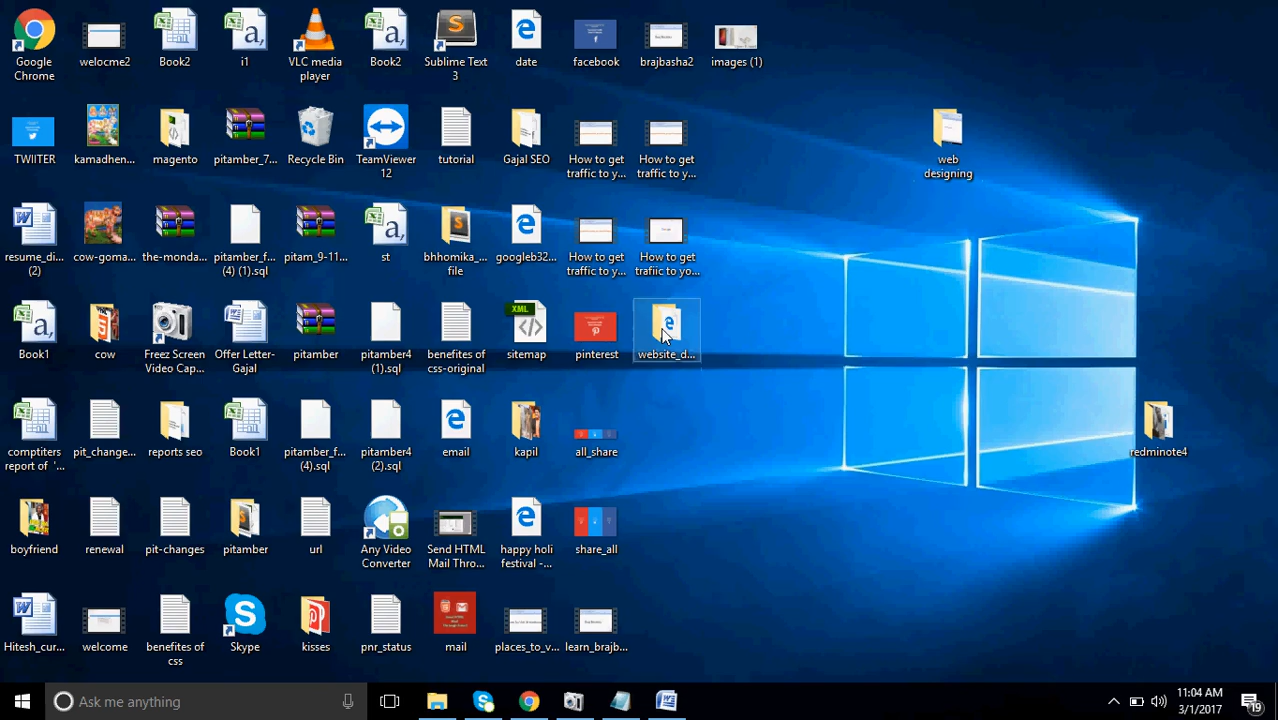 Google
Chrome
welocme2
Book2
i1
VLC media
player
Book2
Sublime Text
3
date
facebook
brajbasha2
images (1)
TWIITER
kamadhen...
magento
pitamber_7...
Recycle Bin
TeamViewer
12
tutorial
Gajal SEO
How to get
traffic to y...
How to get
traffic to y...
web
designing
resume_di...
(2)
cow-goma...
the-monda...
pitamber_f...
(4) (1).sql
pitam_9-11...
st
bhhomika_...
file
googleb32...
How to get
traffic to y...
How to get
trafiic to yo...
Book1
cow
Freez Screen
Video Cap...
Offer Letter-
Gajal
pitamber
pitamber4
(1).sql
benefites of
css-original
XML
sitemap
pinterest
website_d...
comptiters
report of '...
pit_change...
reports seo
Book1
pitamber_f...
(4).sql
pitamber4
(2).sql
email
kapil
all_share
redminote4
boyfriend
renewal
pit-changes
pitamber
url
Any Video
Converter
Send HTML
Mail Thro...
happy holi
festival -...
share_all
Hitesh_cur...
welcome
benefites of
css
Skype
kisses
pnr_status
mail
places_to_v...
learn_brajb...
Ask me anything
11:04 AM
3/1/2017
19